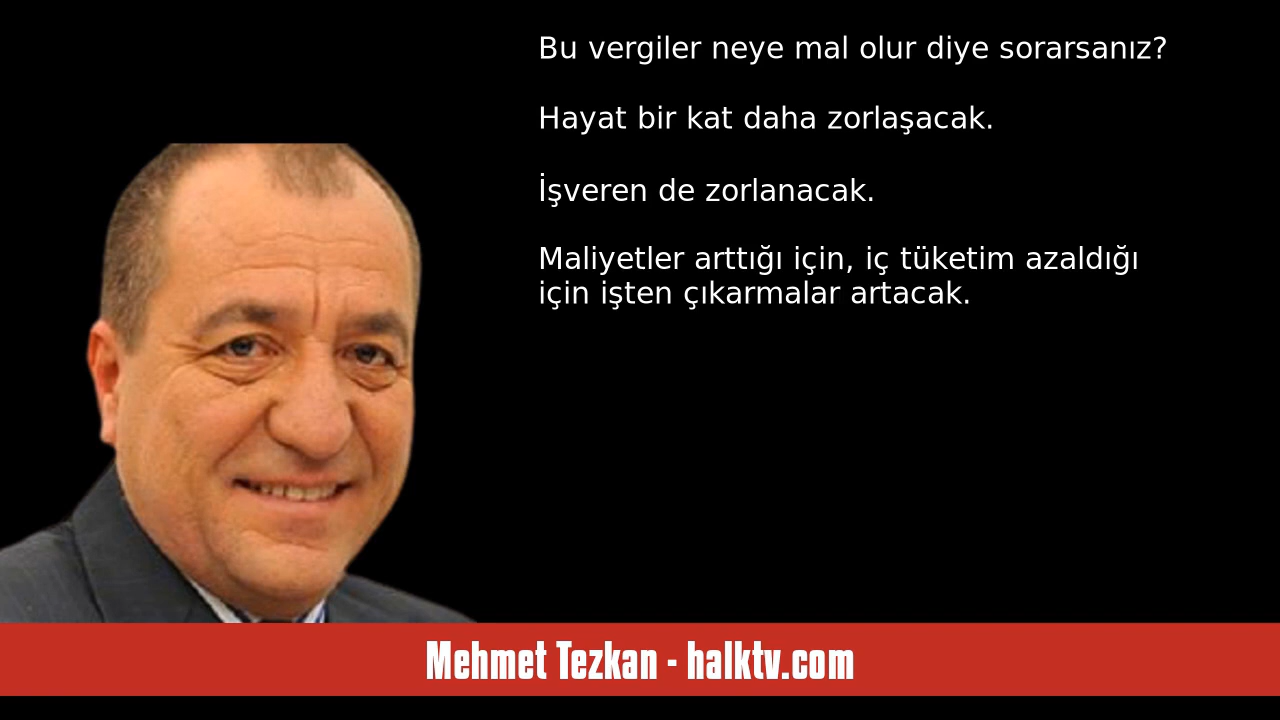 Bu vergiler neye mal olur diye sorarsanız?
Hayat bir kat daha zorlaşacak.
İşveren de zorlanacak.
Maliyetler arttığı için, iç tüketim azaldığı
için işten çıkarmalar artacak.
Mehmet Tezkan - halktv.com